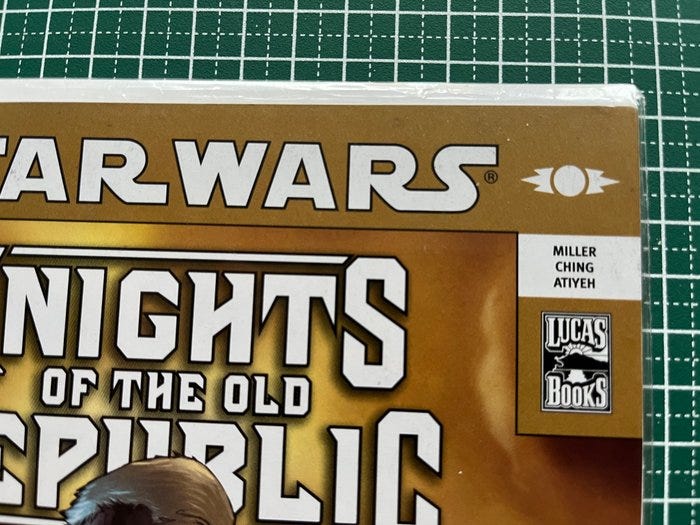 STAR WARS®
MILLER
CHING
ATIYEH
KNIGHTS
OF THE OLD
REPUBLIC
LUCAS
BOOKS